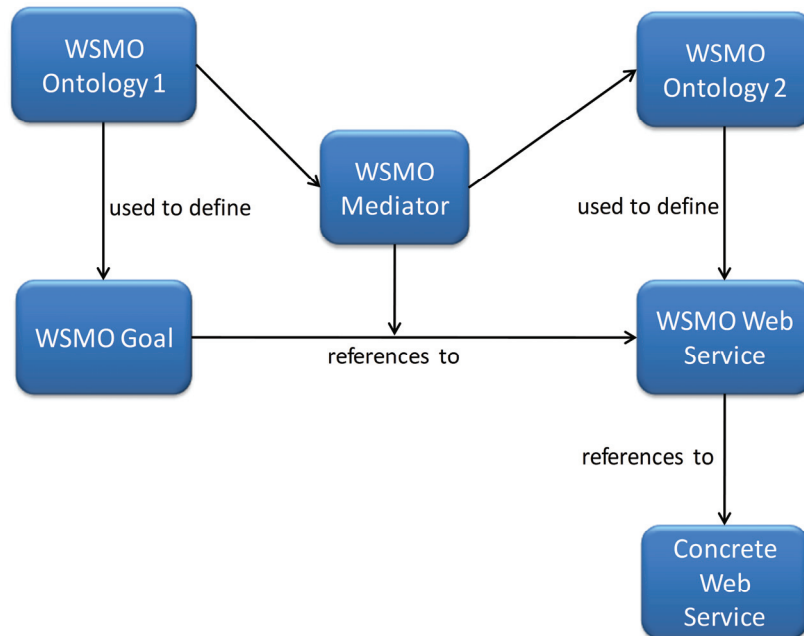 WSMO
Ontology 1
WSMO
Ontology 2
WSMO
Mediator
used to define
used to define
WSMO Goal
references to
WSMO Web
Service
references to
Concrete
Web
Service